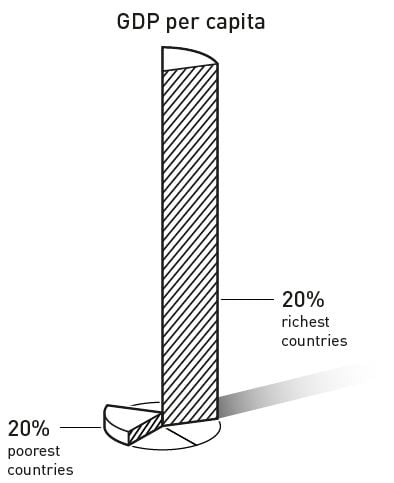 GDP per capita
20%
richest
countries
20%
poorest
countries